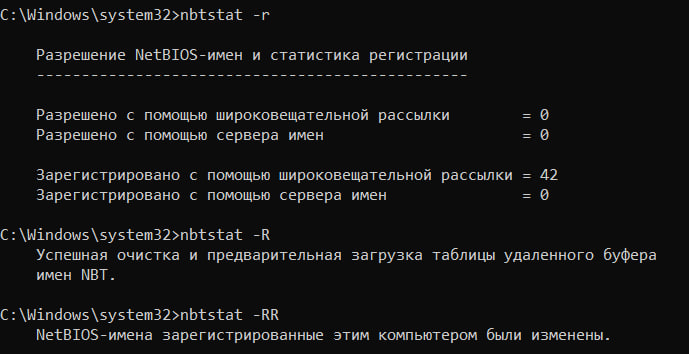 C:\Windows\system32>nbtstat -r
Разрешение NetBIOS-имен и статистика регистрации
------------------------------------------------
Разрешено с помощью широковещательной рассылки        = 0
Разрешено с помощью сервера имен                      = 0
Зарегистрировано с помощью широковещательной рассылки = 42
Зарегистрировано с помощью сервера имен               = 0
C:\Windows\system32>nbtstat -R
Успешная очистка и предварительная загрузка таблицы удаленного буфера
имен NBT.
C:\Windows\system32>nbtstat -RR
NetBIOS-имена зарегистрированные этим компьютером были изменены.